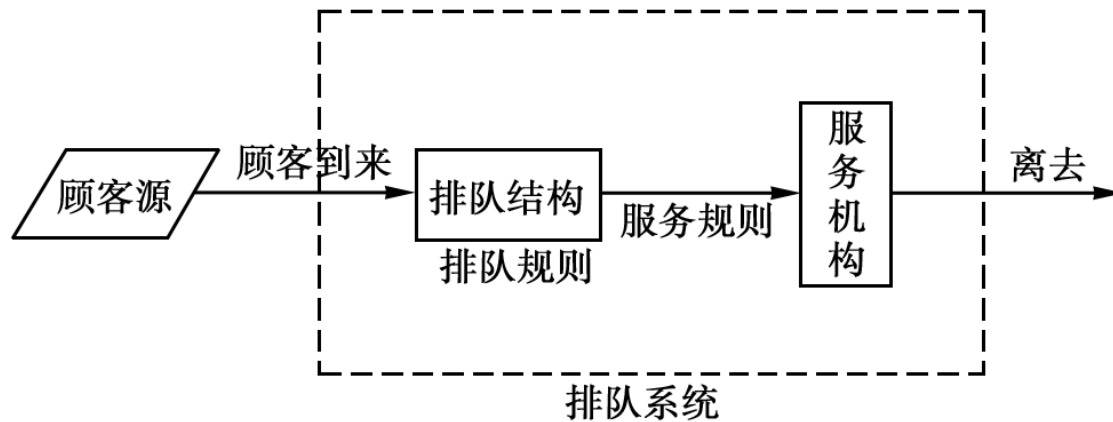 顾客源
顾客到来
排队结构
排队规则
服务规则
服务机构
离去
排队系统